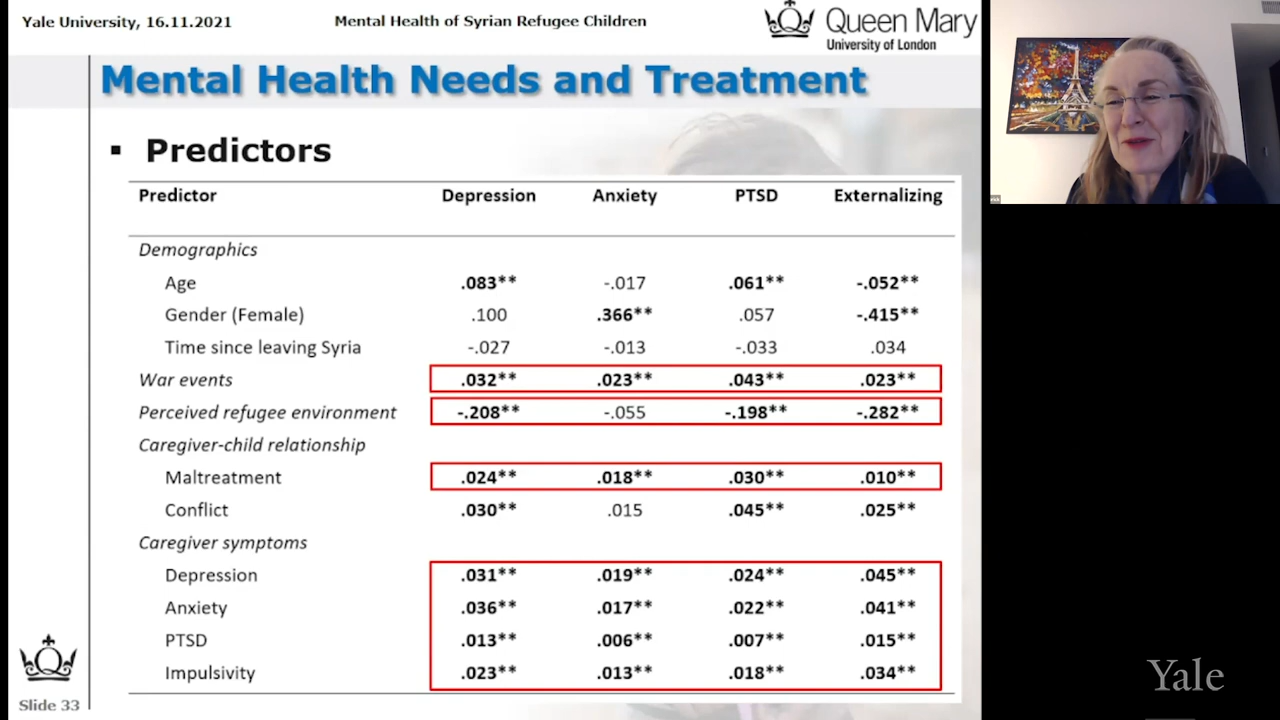 Yale University, 16.11.2021 Mental Health of Syrian Refugee Children
Queen Mary
University of London
Mental Health Needs and Treatment
▪ Predictors
Predictor Depression Anxiety PTSD Externalizing
Demographics
Age .083** -.017 .061** -.052**
Gender (Female) .100 .366** .057 -.415**
Time since leaving Syria -.027 -.013 -.033 .034
War events .032** .023** .043** .023**
Perceived refugee environment -.208** -.055 -.198** -.282**
Caregiver-child relationship
Maltreatment .024** .018** .030** .010**
Conflict .030** .015 .045** .025**
Caregiver symptoms
Depression .031** .019** .024** .045**
Anxiety .036** .017** .022** .041**
PTSD .013** .006** .007** .015**
Impulsivity .023** .013** .018** .034**
Slide 33
Yale